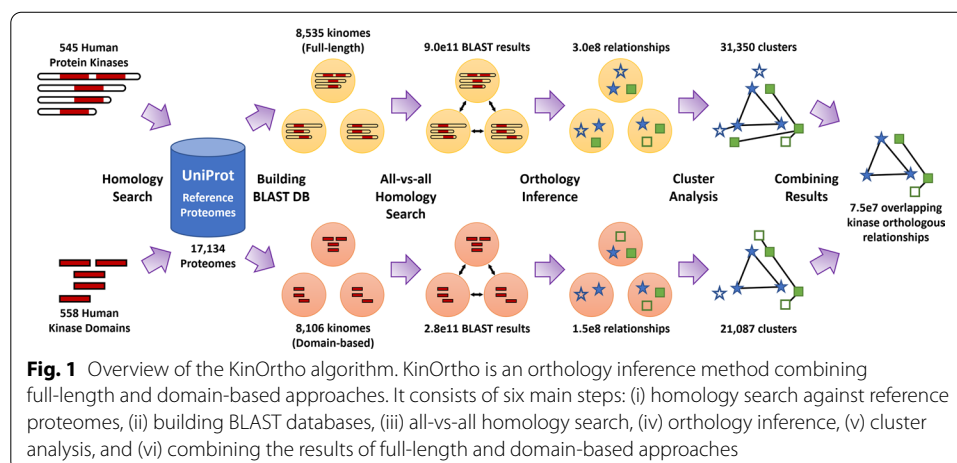 545 Human
Protein Kinases
8,535 kinomes
(Full-length)
9.0e11 BLAST results
3.0e8 relationships
31,350 clusters
Homology
Search
UniProt
Reference
Proteomes
17,134
Proteomes
Building
BLAST DB
All-vs-all
Homology
Search
Orthology
Inference
Cluster
Analysis
Combining
Results
7.5e7 overlapping
kinase orthologous
relationships
558 Human
Kinase Domains
8,106 kinomes
(Domain-based)
2.8e11 BLAST results
1.5e8 relationships
21,087 clusters
Fig. 1 Overview of the KinOrtho algorithm. KinOrtho is an orthology inference method combining
full-length and domain-based approaches. It consists of six main steps: (i) homology search against reference
proteomes, (ii) building BLAST databases, (iii) all-vs-all homology search, (iv) orthology inference, (v) cluster
analysis, and (vi) combining the results of full-length and domain-based approaches